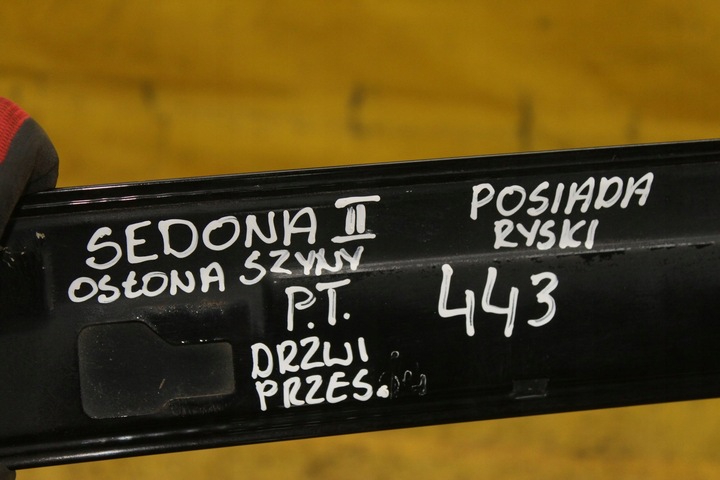 SEDONA II
OSŁONA SZYNY
P.T.
DRZWI
PRZES.
POSIADA
RYSKI
443